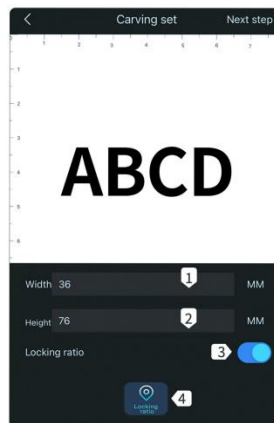 Carving set Next step
0 1 2 3 4 5 6 7
1
2
3
4
5
6
ABCD
Width 36 1 MM
Height 76 2 MM
Locking ratio 3
Locking
ratio
4